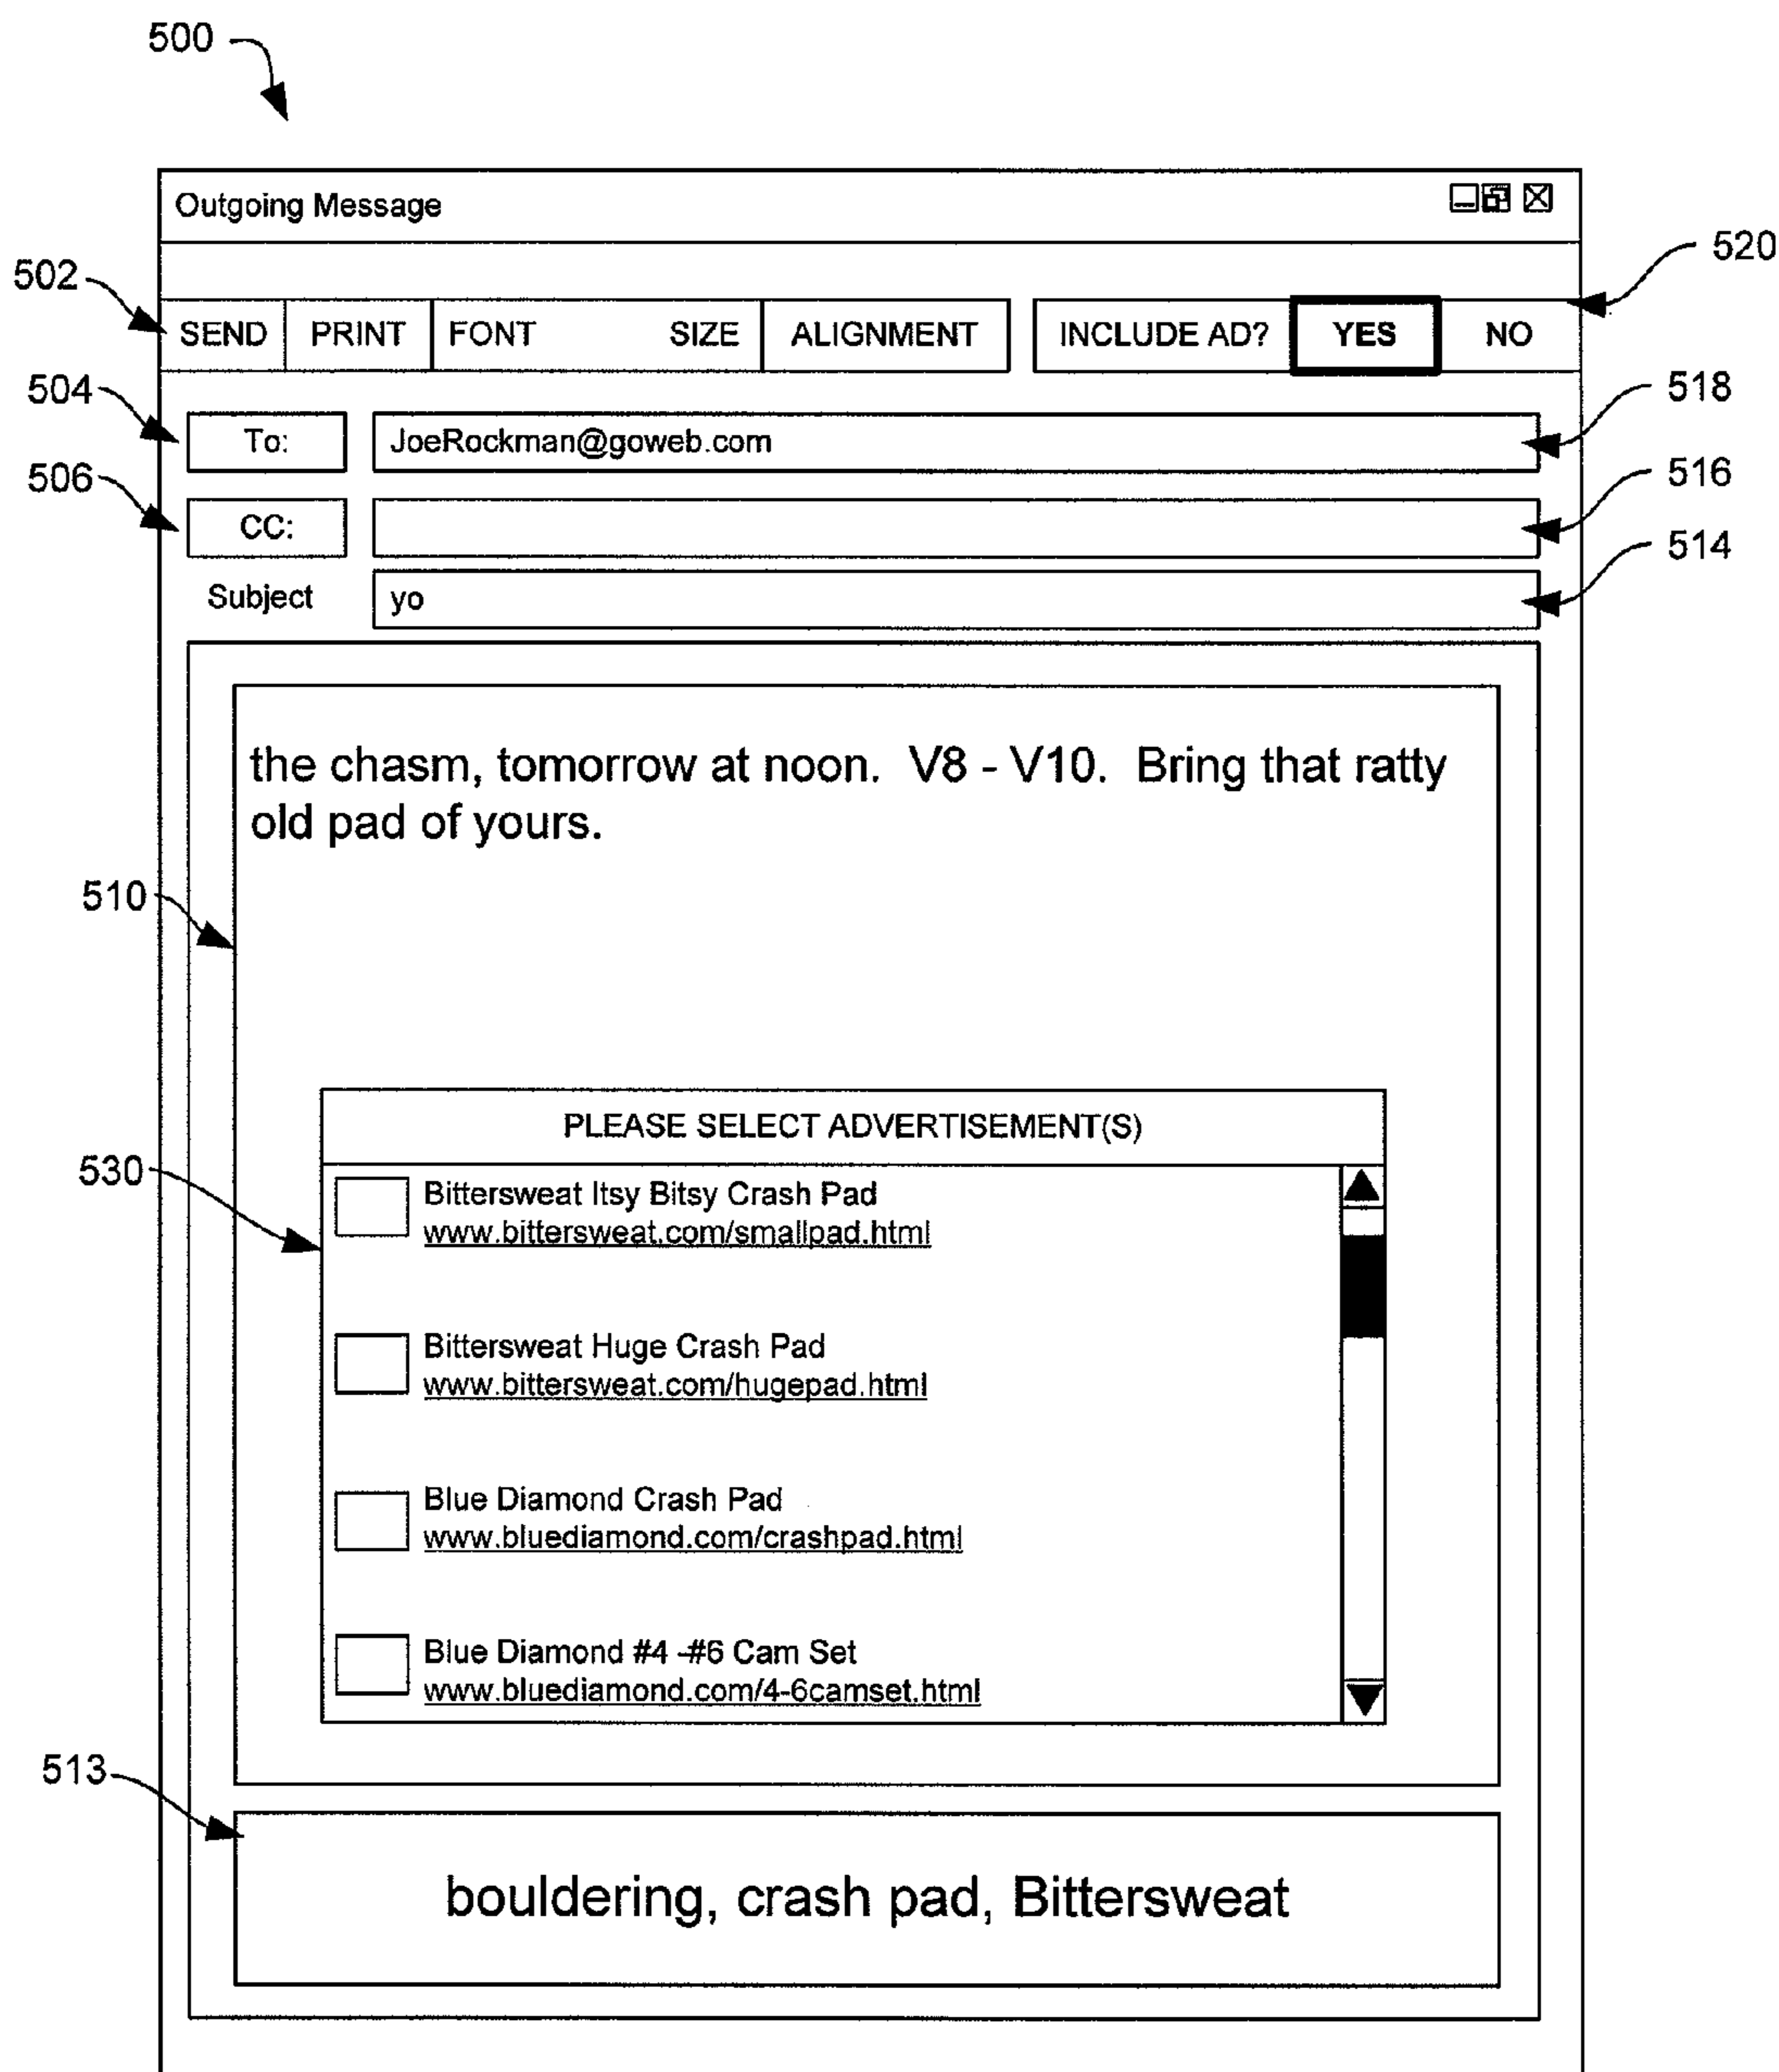 500
Outgoing Message
520
502
SEND PRINT FONT SIZE ALIGNMENT INCLUDE AD? YES NO
504
518
To: JoeRockman@goweb.com
506
516
CC:
514
Subject yo
the chasm, tomorrow at noon. V8 - V10. Bring that ratty
old pad of yours.
510
PLEASE SELECT ADVERTISEMENT(S)
530
Bittersweat Itsy Bitsy Crash Pad
www.bittersweat.com/smallpad.html
Bittersweat Huge Crash Pad
www.bittersweat.com/hugepad.html
Blue Diamond Crash Pad
www.bluediamond.com/crashpad.html
Blue Diamond #4 -#6 Cam Set
www.bluediamond.com/4-6camset.html
513
bouldering, crash pad, Bittersweat